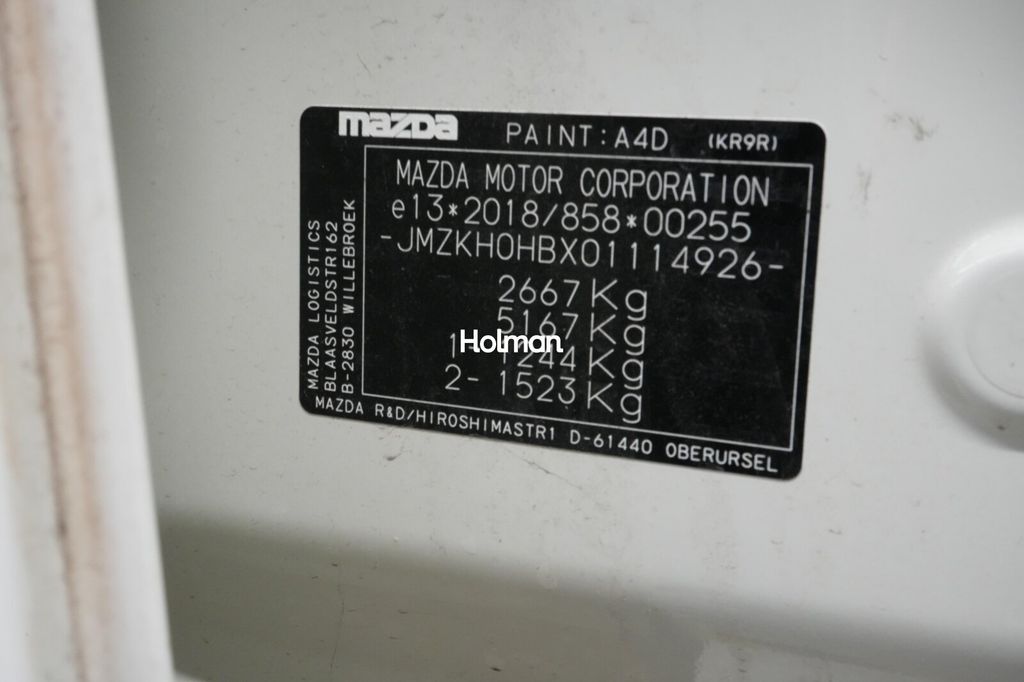 mazda PAINT:A4D (KR9R)
MAZDA MOTOR CORPORATION
e13*2018/858*00255
-JMZKH0HBX01114926-
2667Kg
5167Kg
1- 1244Kg
2- 1523Kg
Holman.
MAZDA LOGISTICS
BLAASVELDSTR162
B-2830 WILLEBROEK
MAZDA R&D/HIROSHIMASTR1 D-61440 OBERURSEL